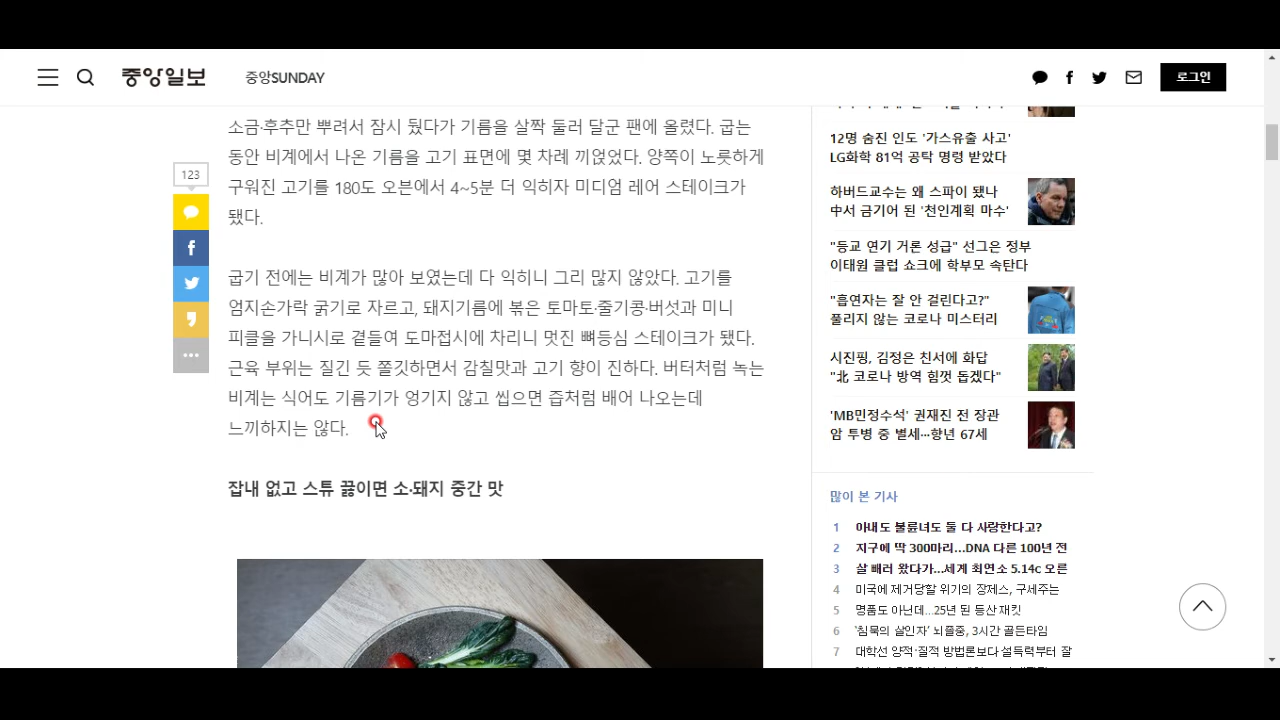 중앙일보
중앙SUNDAY
로그인
소금·후추만 뿌려서 잠시 뒀다가 기름을 살짝 둘러 달군 팬에 올렸다. 굽는
동안 비계에서 나온 기름을 고기 표면에 몇 차례 끼얹었다. 양쪽이 노릇하게
구워진 고기를 180도 오븐에서 4~5분 더 익히자 미디엄 레어 스테이크가
됐다.
123
굽기 전에는 비계가 많아 보였는데 다 익히니 그리 많지 않았다. 고기를
엄지손가락 굵기로 자르고, 돼지기름에 볶은 토마토·줄기콩·버섯과 미니
피클을 가니시로 곁들여 도마접시에 차리니 멋진 뼈등심 스테이크가 됐다.
근육 부위는 질긴 듯 쫄깃하면서 감칠맛과 고기 향이 진하다. 버터처럼 녹는
비계는 식어도 기름기가 엉기지 않고 씹으면 즙처럼 배어 나오는데
느끼하지는 않다.
잡내 없고 스튜 끓이면 소·돼지 중간 맛
12명 숨진 인도 '가스유출 사고'
LG화학 81억 공탁 명령 받았다
하버드교수는 왜 스파이 됐나
中서 금기어 된 '천인계획 마수'
"등교 연기 거론 성급" 선그은 정부
이태원 클럽 쇼크에 학부모 속탄다
"흡연자는 잘 안 걸린다고?"
풀리지 않는 코로나 미스터리
시진핑, 김정은 친서에 화답
"北 코로나 방역 힘껏 돕겠다"
'MB민정수석' 권재진 전 장관
암 투병 중 별세…향년 67세
많이 본 기사
1 아내도 불륜녀도 둘 다 사랑한다고?
2 지구에 딱 300마리…DNA 다른 100년 전
3 살 빼러 왔다가…세계 최연소 5.14c 오른
4 미국에 제거당할 위기의 장제스, 구세주는
5 명품도 아닌데…25년 된 등산 재킷
6 '침묵의 살인자' 뇌졸중, 3시간 골든타임
7 대학선 양적·질적 방법론보다 설득력부터 잘